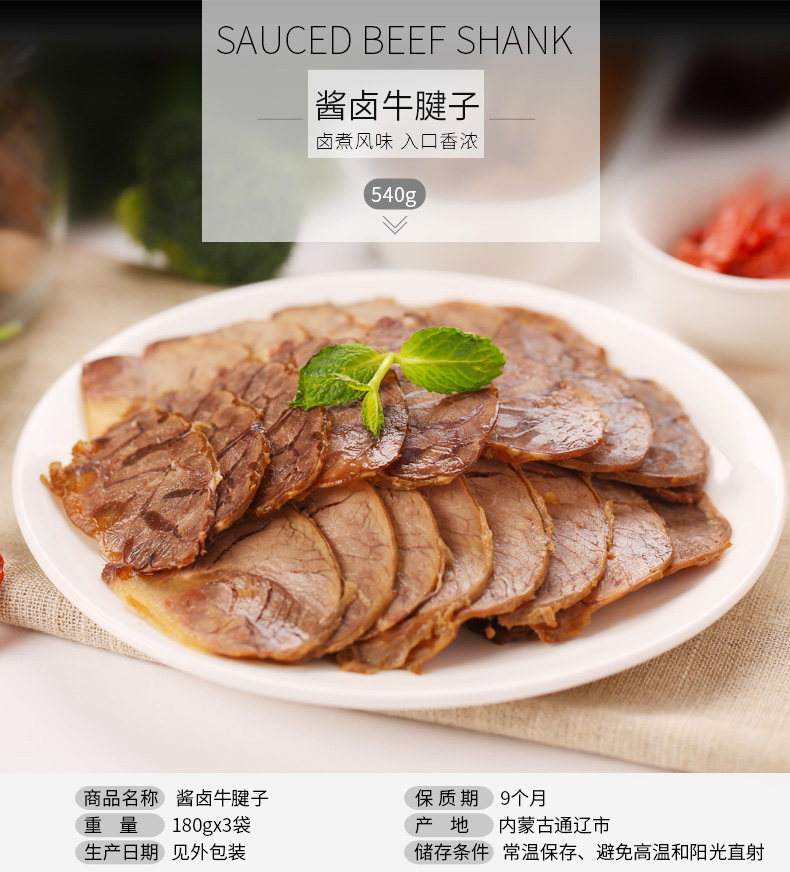 SAUCED BEEF SHANK
酱卤牛腱子
卤煮风味 入口香浓
540g
商品名称 酱卤牛腱子
保质期 9个月
重 量 180gx3袋
产 地 内蒙古通辽市
生产日期 见外包装
储存条件 常温保存、避免高温和阳光直射